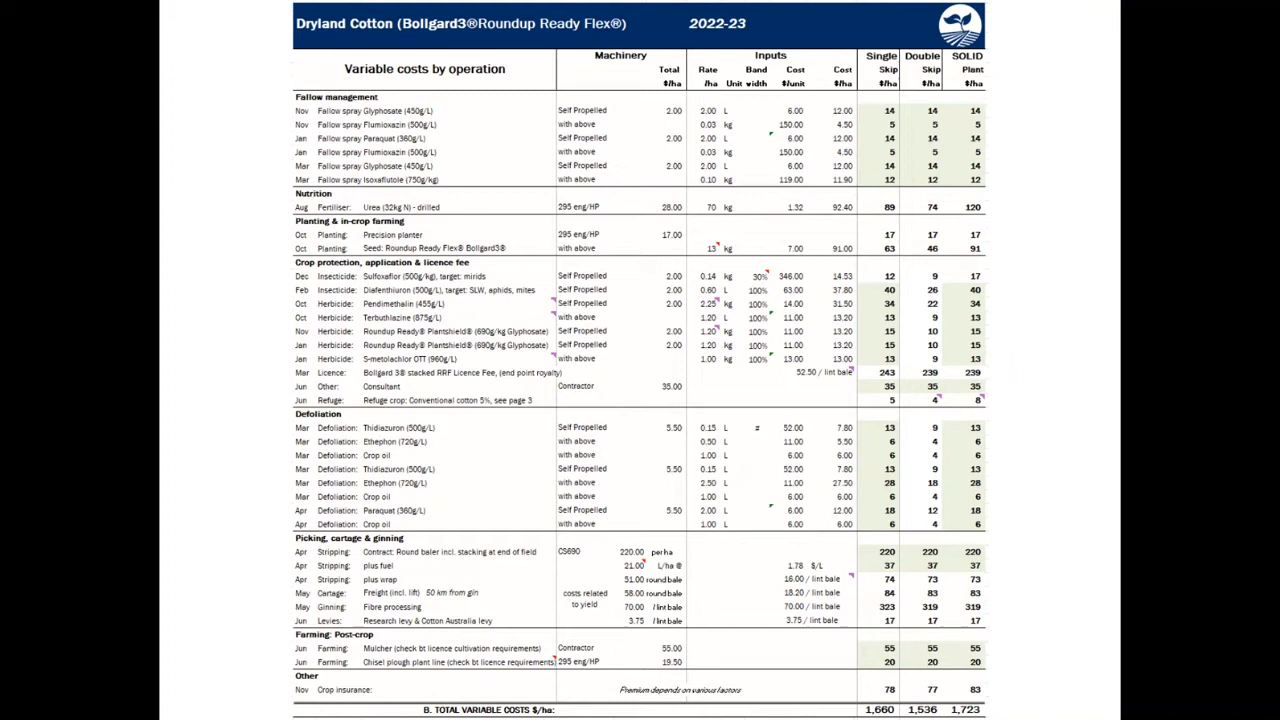 Dryland Cotton (Bollgard3®Roundup Ready Flex®) 2022-23
Machinery Inputs Single Double SOLID
Variable costs by operation Total Rate Band Cost Cost Skip Skip Plant
$/ha /ha Unit width $/unit $/ha $/ha $/ha $/ha
Fallow management
Nov Fallow spray Glyphosate (450g/L) Self Propelled 2.00 2.00 L 6.00 12.00 14 14 14
Nov Fallow spray Flumioxazin (500g/L) with above 0.03 kg 150.00 4.50 5 5 5
Jan Fallow spray Paraquat (360g/L) Self Propelled 2.00 2.00 L 6.00 12.00 14 14 14
Jan Fallow spray Flumioxazin (500g/L) with above 0.03 kg 150.00 4.50 5 5 5
Mar Fallow spray Glyphosate (450g/L) Self Propelled 2.00 2.00 L 6.00 12.00 14 14 14
Mar Fallow spray Isoxaflutole (750g/kg) with above 0.10 kg 119.00 11.90 12 12 12
Nutrition
Aug Fertiliser: Urea (32kg N) - drilled 295 eng/HP 28.00 70 kg 1.32 92.40 89 74 120
Planting & in-crop farming
Oct Planting: Precision planter 295 eng/HP 17.00 17 17 17
Oct Planting: Seed: Roundup Ready Flex® Bollgard3® with above 13 kg 7.00 91.00 63 46 91
Crop protection, application & licence fee
Dec Insecticide: Sulfoxaflor (500g/kg), target: mirids Self Propelled 2.00 0.14 kg 30% 346.00 14.53 12 9 17
Feb Insecticide: Diafenthiuron (500g/L), target: SLW, aphids, mites Self Propelled 2.00 0.60 L 100% 63.00 37.80 40 26 40
Oct Herbicide: Pendimethalin (455g/L) Self Propelled 2.00 2.25 kg 100% 14.00 31.50 34 22 34
Oct Herbicide: Terbuthlazine (875g/L) with above 1.20 L 100% 11.00 13.20 13 9 13
Nov Herbicide: Roundup Ready® Plantshield® (690g/kg Glyphosate) Self Propelled 2.00 1.20 kg 100% 11.00 13.20 15 10 15
Jan Herbicide: Roundup Ready® Plantshield® (690g/kg Glyphosate) Self Propelled 2.00 1.20 kg 100% 11.00 13.20 15 10 15
Jan Herbicide: S-metolachlor OTT (960g/L) with above 1.00 kg 100% 13.00 13.00 13 9 13
Mar Licence: Bollgard 3® stacked RRF Licence Fee, (end point royalty) 52.50 / lint bale 243 239 239
Jun Other: Consultant Contractor 35.00 35 35 35
Jun Refuge: Refuge crop: Conventional cotton 5%, see page 3 5 4 8
Defoliation
Mar Defoliation: Thidiazuron (500g/L) Self Propelled 5.50 0.15 L # 52.00 7.80 13 9 13
Mar Defoliation: Ethephon (720g/L) with above 0.50 L 11.00 5.50 6 4 6
Mar Defoliation: Crop oil with above 1.00 L 6.00 6.00 6 4 6
Mar Defoliation: Thidiazuron (500g/L) Self Propelled 5.50 0.15 L 52.00 7.80 13 9 13
Mar Defoliation: Ethephon (720g/L) with above 2.50 L 11.00 27.50 28 18 28
Mar Defoliation: Crop oil with above 1.00 L 6.00 6.00 6 4 6
Apr Defoliation: Paraquat (360g/L) Self Propelled 5.50 2.00 L 6.00 12.00 18 12 18
Apr Defoliation: Crop oil with above 1.00 L 6.00 6.00 6 4 6
Picking, cartage & ginning
Apr Stripping: Contract: Round baler incl. stacking at end of field CS690 220.00 per ha 220 220 220
Apr Stripping: plus fuel 21.00 L/ha @ 1.78 $/L 37 37 37
Apr Stripping: plus wrap 51.00 round bale 16.00 / lint bale 74 73 73
May Cartage: Freight (incl. lift) 50 km from gin costs related 58.00 round bale 18.20 / lint bale 84 83 83
May Ginning: Fibre processing to yield 70.00 / lint bale 70.00 / lint bale 323 319 319
Jun Levies: Research levy & Cotton Australia levy 3.75 / lint bale 3.75 / lint bale 17 17 17
Farming: Post-crop
Jun Farming: Mulcher (check bt licence cultivation requirements) Contractor 55.00 55 55 55
Jun Farming: Chisel plough plant line (check bt licence requirements) 295 eng/HP 19.50 20 20 20
Other
Nov Crop insurance: Premium depends on various factors 78 77 83
B. TOTAL VARIABLE COSTS $/ha: 1,660 1,536 1,723